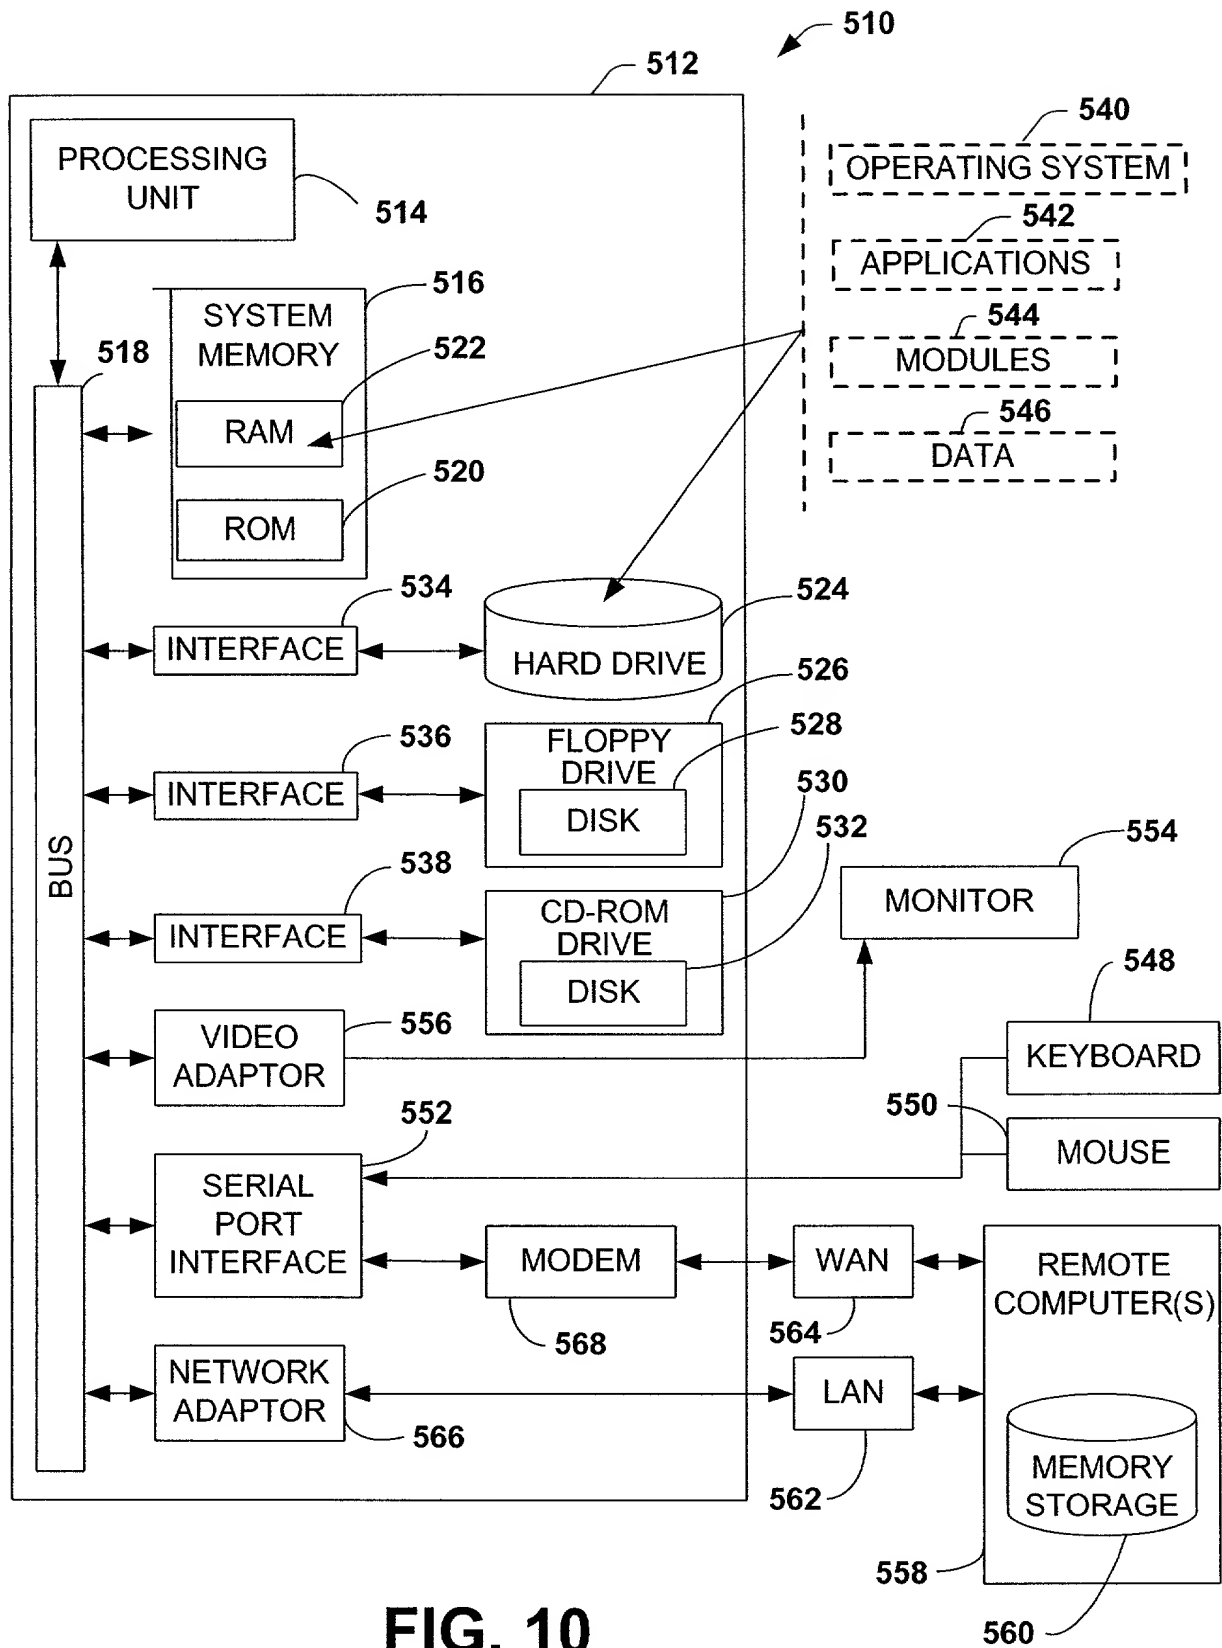 510
512
PROCESSING
UNIT
514
540
OPERATING SYSTEM
542
APPLICATIONS
544
MODULES
546
DATA
516
SYSTEM
MEMORY
518
522
RAM
520
ROM
534
INTERFACE
524
HARD DRIVE
526
536
INTERFACE
FLOPPY
DRIVE
528
DISK
530
532
538
INTERFACE
CD-ROM
DRIVE
DISK
BUS
554
MONITOR
548
KEYBOARD
550
MOUSE
556
VIDEO
ADAPTOR
552
SERIAL
PORT
INTERFACE
MODEM
568
WAN
564
REMOTE
COMPUTER(S)
NETWORK
ADAPTOR
566
LAN
562
MEMORY
STORAGE
558
560
FIG. 10